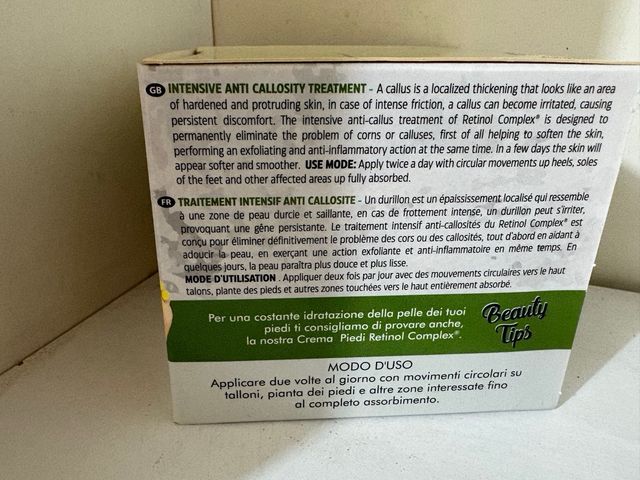 GB INTENSIVE ANTI CALLOSITY TREATMENT - A callus is a localized thickening that looks like an area
of hardened and protruding skin, in case of intense friction, a callus can become irritated, causing
persistent discomfort. The intensive anti-callus treatment of Retinol Complex® is designed to
permanently eliminate the problem of corns or calluses, first of all helping to soften the skin,
performing an exfoliating and anti-inflammatory action at the same time. In a few days the skin will
appear softer and smoother. USE MODE: Apply twice a day with circular movements up heels, soles
of the feet and other affected areas up fully absorbed.
FR TRAITEMENT INTENSIF ANTI CALLOSITE - Un durillon est un épaississement localisé qui ressemble
à une zone de peau durcie et saillante, en cas de frottement intense, un durillon peut s'irriter,
provoquant une gêne persistante. Le traitement intensif anti-callosités du Retinol Complex® est
conçu pour éliminer définitivement le problème des cors ou des callosités, tout d'abord en aidant à
adoucir la peau, en exerçant une action exfoliante et anti-inflammatoire en même temps. En
quelques jours, la peau paraîtra plus douce et plus lisse.
MODE D'UTILISATION . Appliquer deux fois par jour avec des mouvements circulaires vers le haut
talons, plante des pieds et autres zones touchées vers le haut entièrement absorbé.
Per una costante idratazione della pelle dei tuoi
piedi ti consigliamo di provare anche,
la nostra Crema Piedi Retinol Complex®.
Beauty
Tips
MODO D'USO
Applicare due volte al giorno con movimenti circolari su
talloni, pianta dei piedi e altre zone interessate fino
al completo assorbimento.